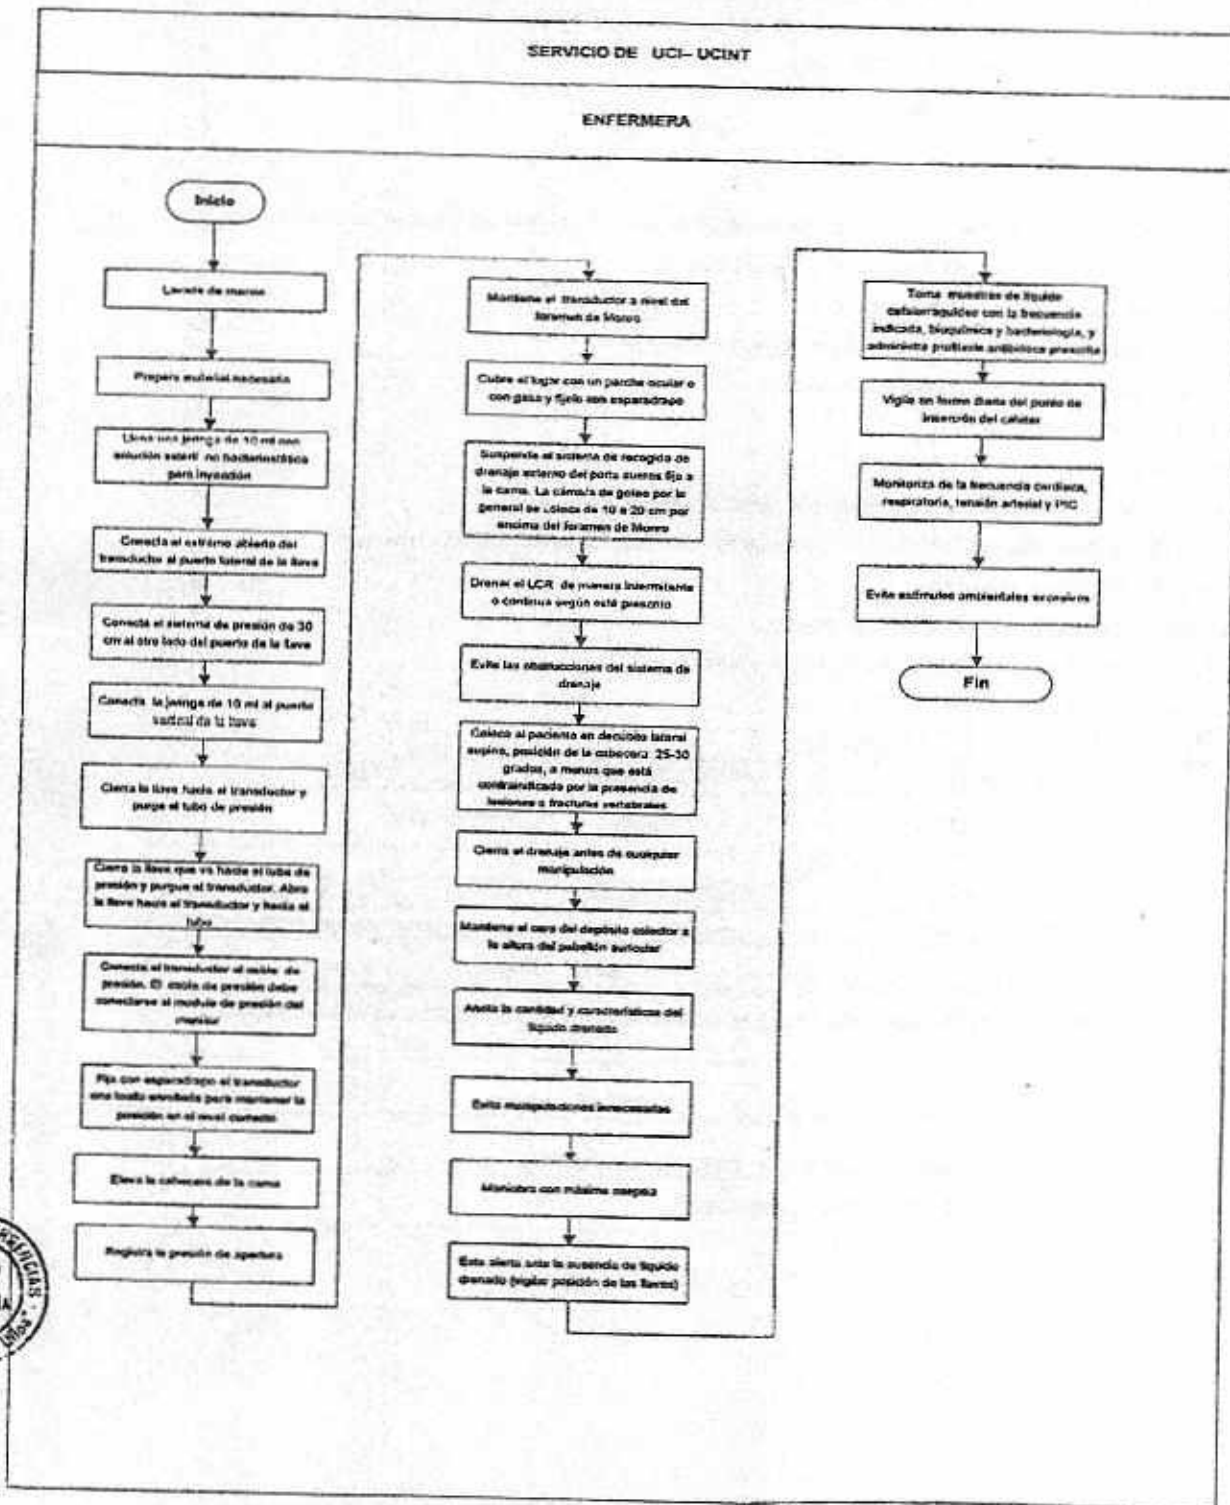 SERVICIO DE UCI– UCINT
ENFERMERA
Inicio
Lavado de manos
Prepara material necesario
Llena una jeringa de 10 ml con
solución estéril no bacteriostática
para inyección
Conecta el extremo abierto del
transductor al puerto lateral de la llave
Conecta el sistema de presión de 30
cm al otro lado del puerto de la llave
Conecta la jeringa de 10 ml al puerto
vertical de la llave
Cierra la llave hacia el transductor y
purga el tubo de presión
Cierra la llave que va hacia el tubo de
presión y purgue el transductor. Abra
la llave hacia el transductor y hacia el
tubo
Conecta el transductor al cable de
presión. El cable de presión debe
conectarse al modulo de presión del
monitor
Fija con esparadrapo el transductor
una toalla enrollada para mantener la
posición en el nivel correcto
Eleva la cabecera de la cama
Registra la presión de apertura
Mantiene el transductor a nivel del
foramen de Monro
Cubre el lugar con un parche ocular o
con gasa y fíjelo con esparadrapo
Suspende el sistema de recogida de
drenaje externo del porta sueros fijo a
la cama. La cámara de goteo por lo
general se coloca de 10 a 20 cm por
encima del foramen de Monro
Drenar el LCR de manera intermitente
o continua según esté prescrito
Evite las obstrucciones del sistema de
drenaje
Coloca al paciente en decúbito lateral
supino, posición de la cabecera 25-30
grados, a menos que está
contraindicado por la presencia de
lesiones o fracturas vertebrales
Cierra el drenaje antes de cualquier
manipulación
Mantiene el cero del depósito colector a
la altura del pabellón auricular
Anota la cantidad y características del
líquido drenado
Evita manipulaciones innecesarias
Maniobra con máxima asepsia
Esta alerta ante la ausencia de líquido
drenado (vigilar posición de las llaves)
Toma muestras de líquido
cefalorraquídeo con la frecuencia
indicada, bioquímica y bacteriología, y
administra profilaxis antibiótica prescrita
Vigila en forma diaria del punto de
inserción del catéter
Monitoriza de la frecuencia cardiaca,
respiratoria, tensión arterial y PIC
Evite estímulos ambientales excesivos
Fin